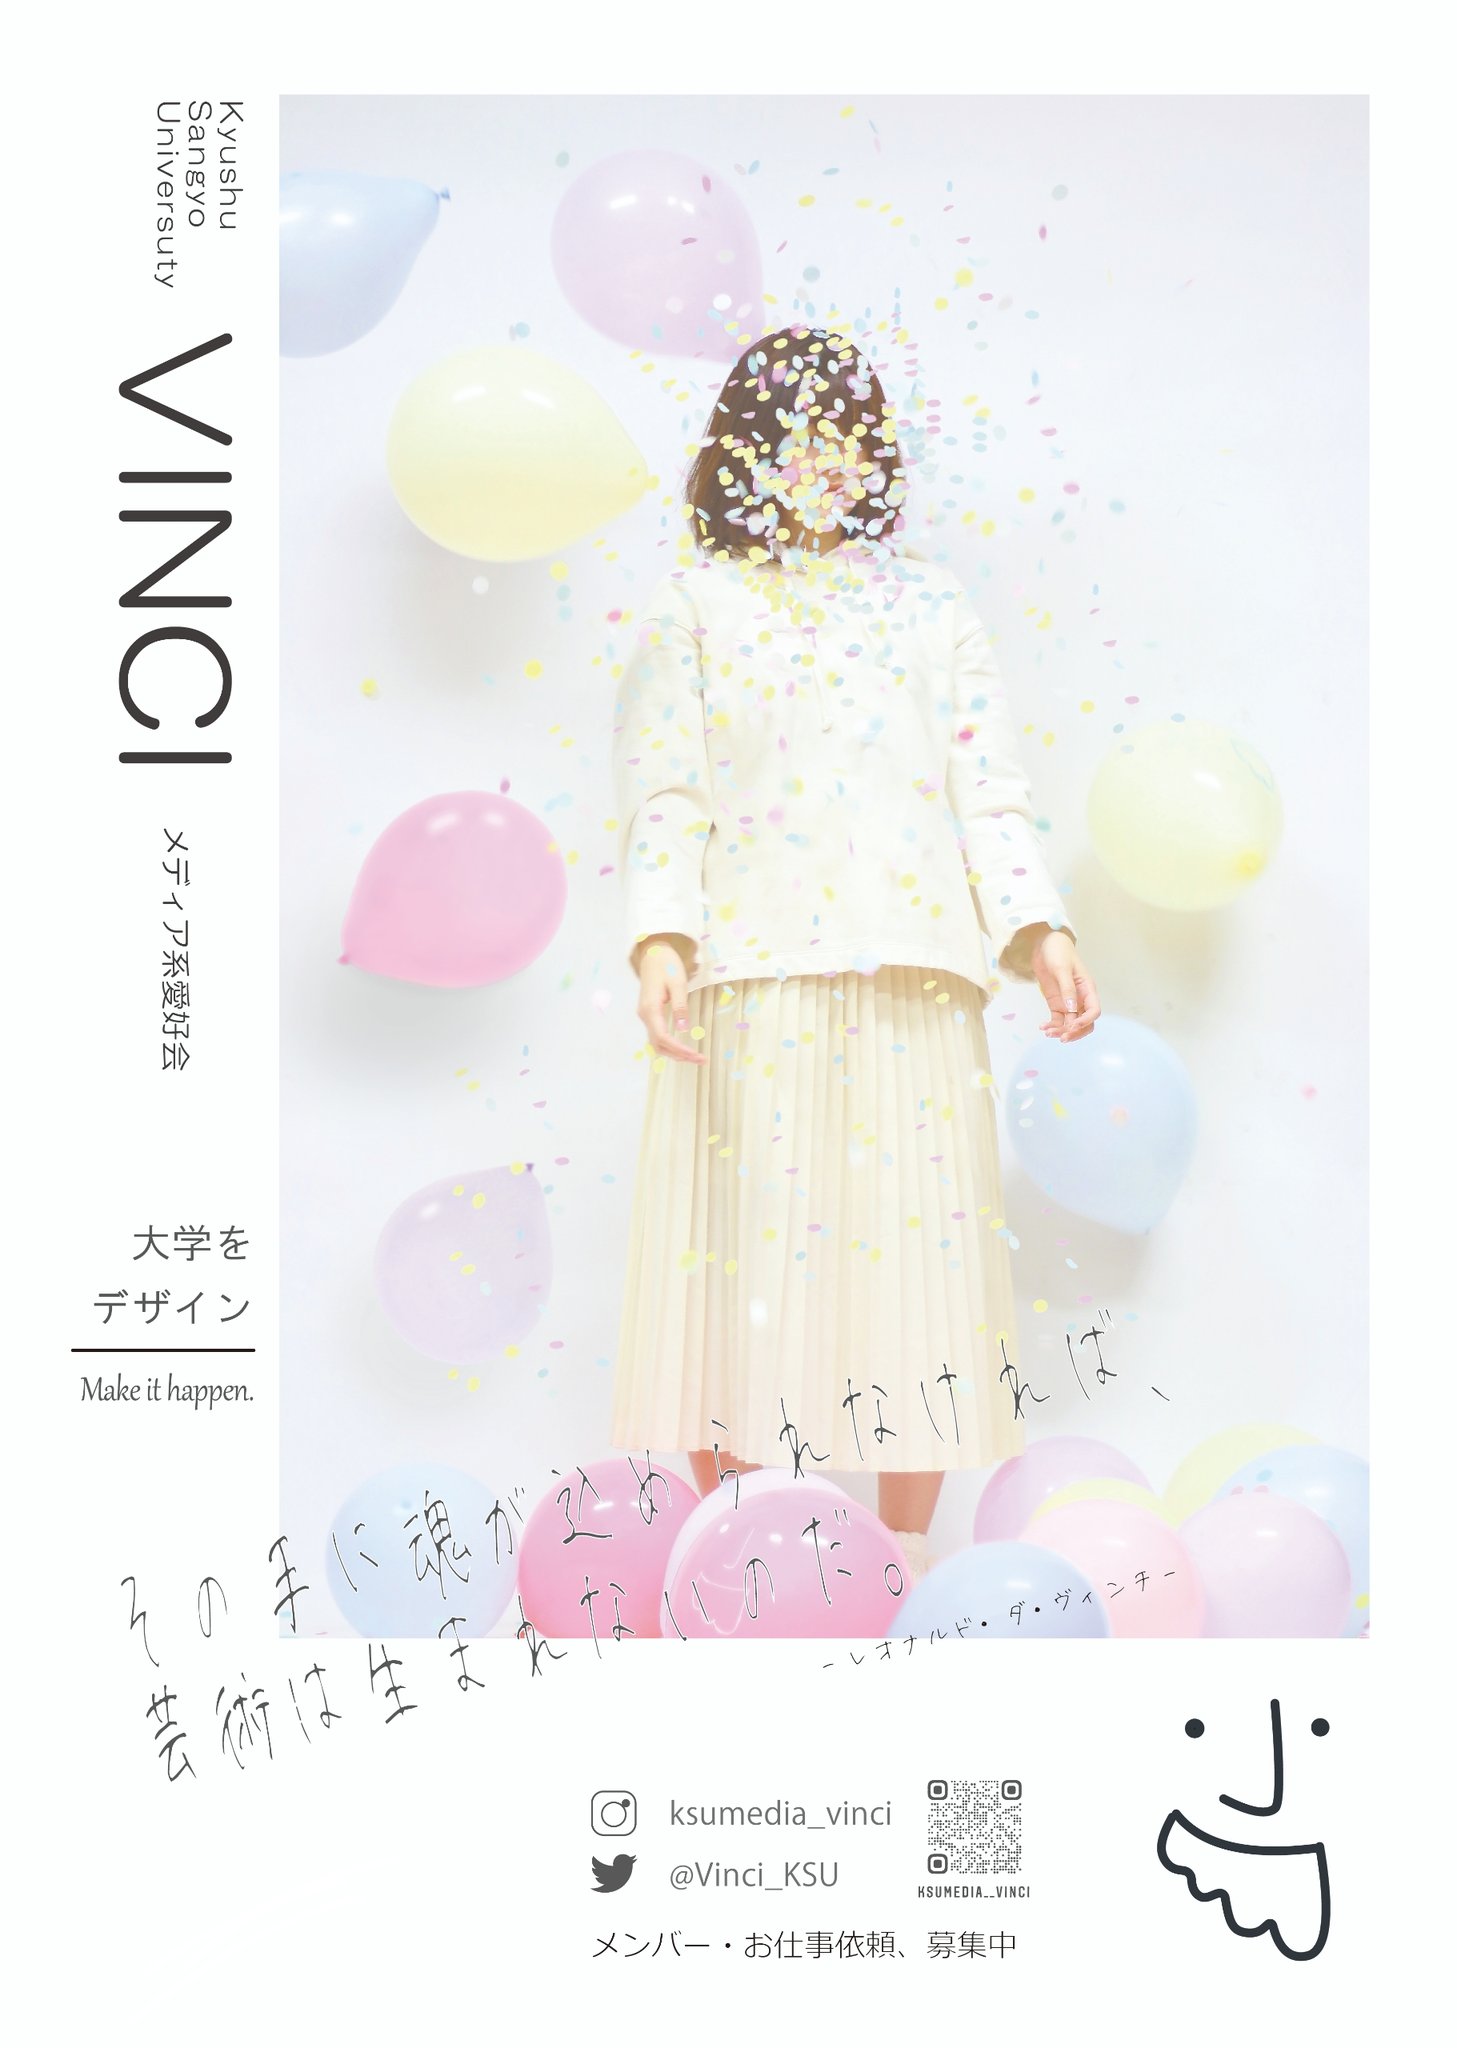 Kyushu
Sangyo
Universuty
VINCI
メディア系愛好会
大学を
デザイン
Make it happen.
その手に魂が込められなければ、
芸術は生まれないのだ。
−レオナルド・ダ・ヴィンチ−
ksumedia_vinci
@Vinci_KSU
KSUMEDIA__VINCI
メンバー・お仕事依頼、募集中